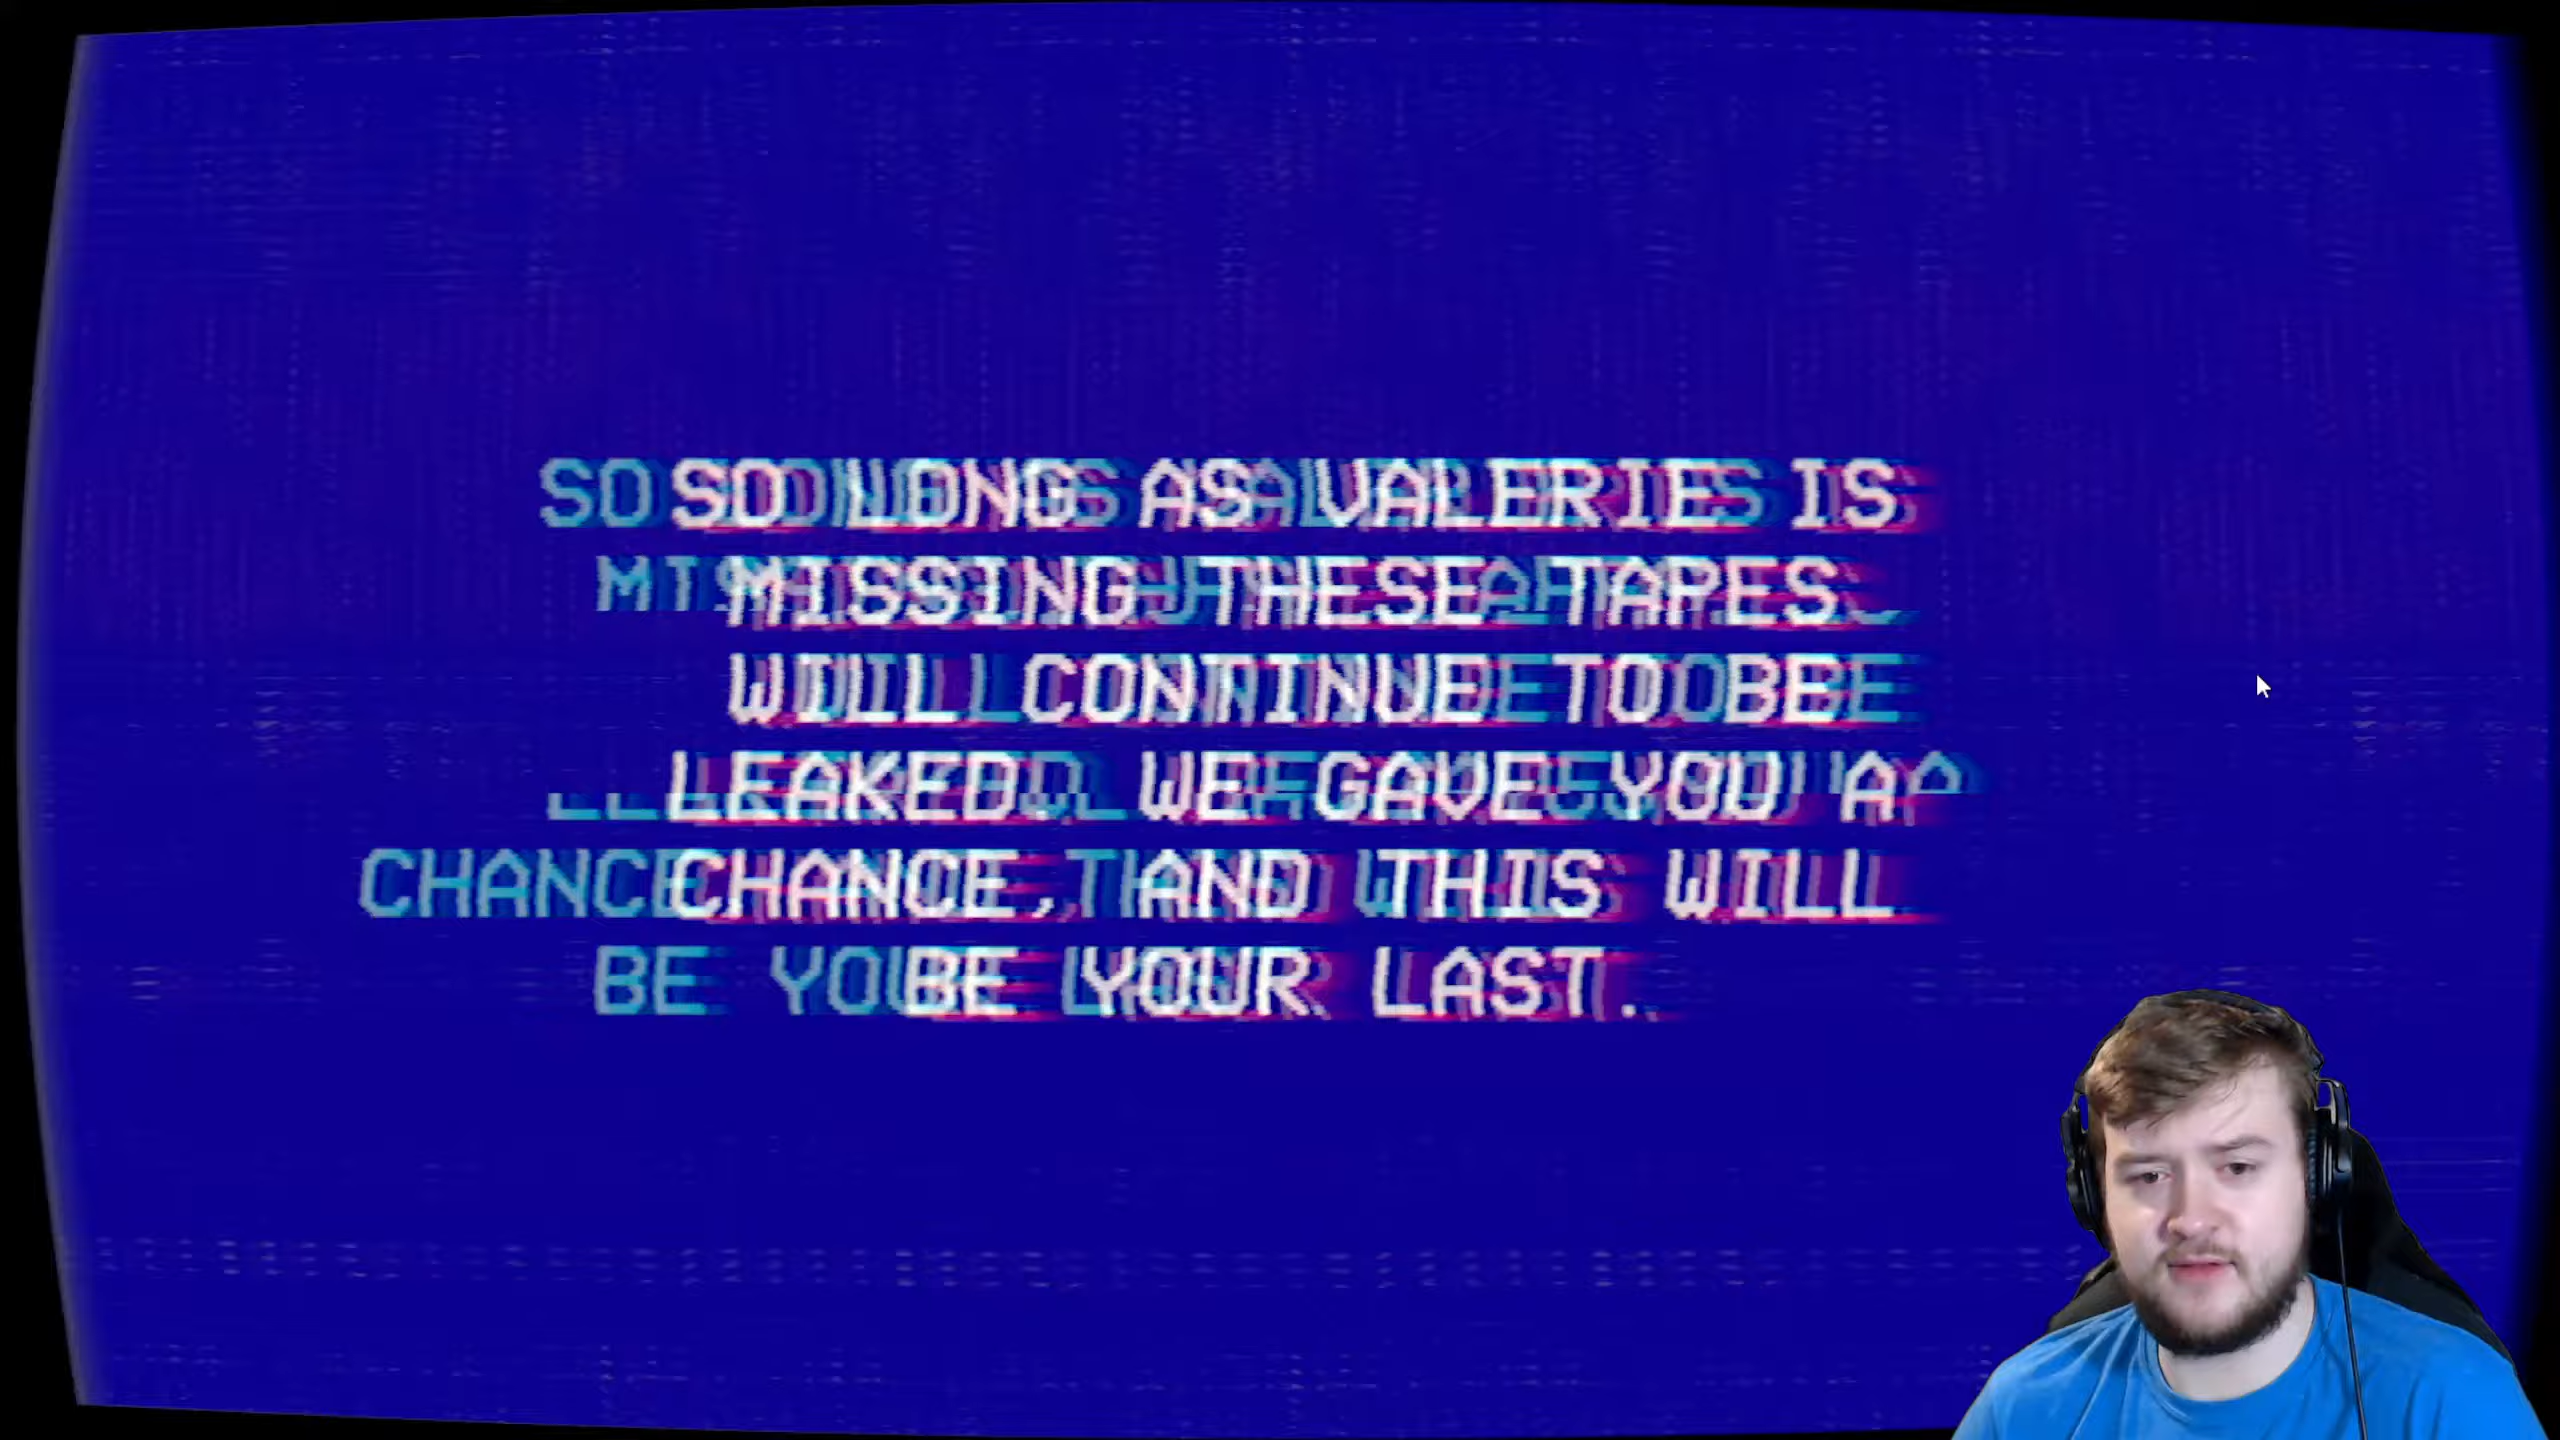 SO LONG AS VALERIE IS
MISSING THESE TAPES
WILL CONTINUE TO BE
LEAKED. WE GAVE YOU A
CHANCE, AND THIS WILL
BE YOUR LAST.